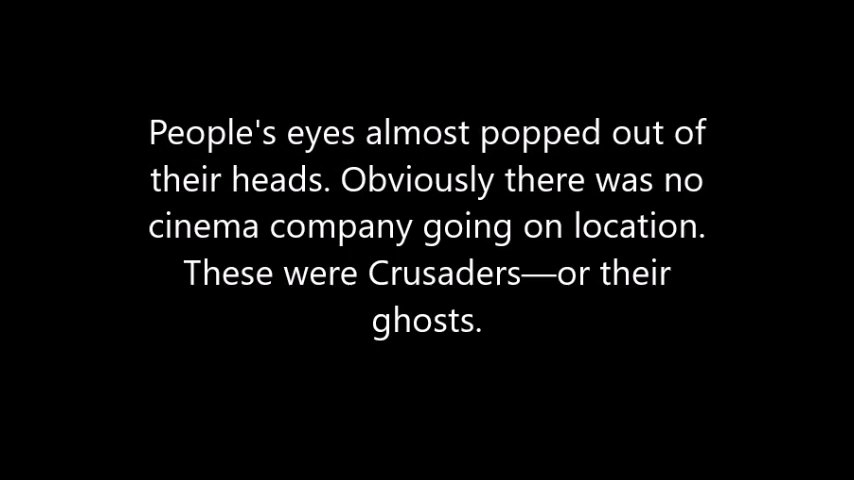 People's eyes almost popped out of
their heads. Obviously there was no
cinema company going on location.
These were Crusaders—or their
ghosts.